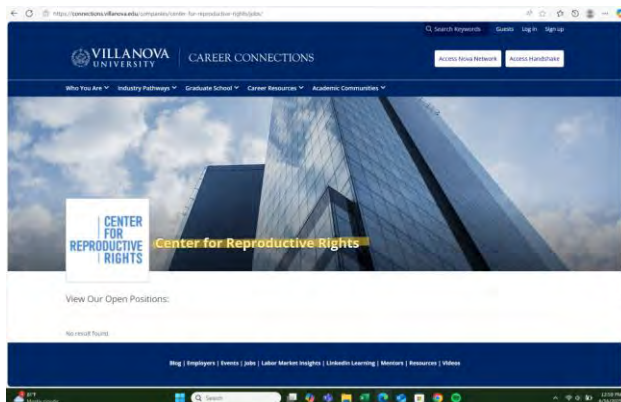 https://connections.villanova.edu/companies/center-for-reproductive-rights/jobs/
Search Keywords Guests Log in Sign up
VILLANOVA
UNIVERSITY
CAREER CONNECTIONS
Access Nova Network
Access Handshake
Who You Are Industry Pathways Graduate School Career Resources Academic Communities
CENTER
FOR
REPRODUCTIVE
RIGHTS
Center for Reproductive Rights
View Our Open Positions:
No result found.
Blog | Employers | Events | Jobs | Labor Market Insights | LinkedIn Learning | Mentors | Resources | Videos
Search